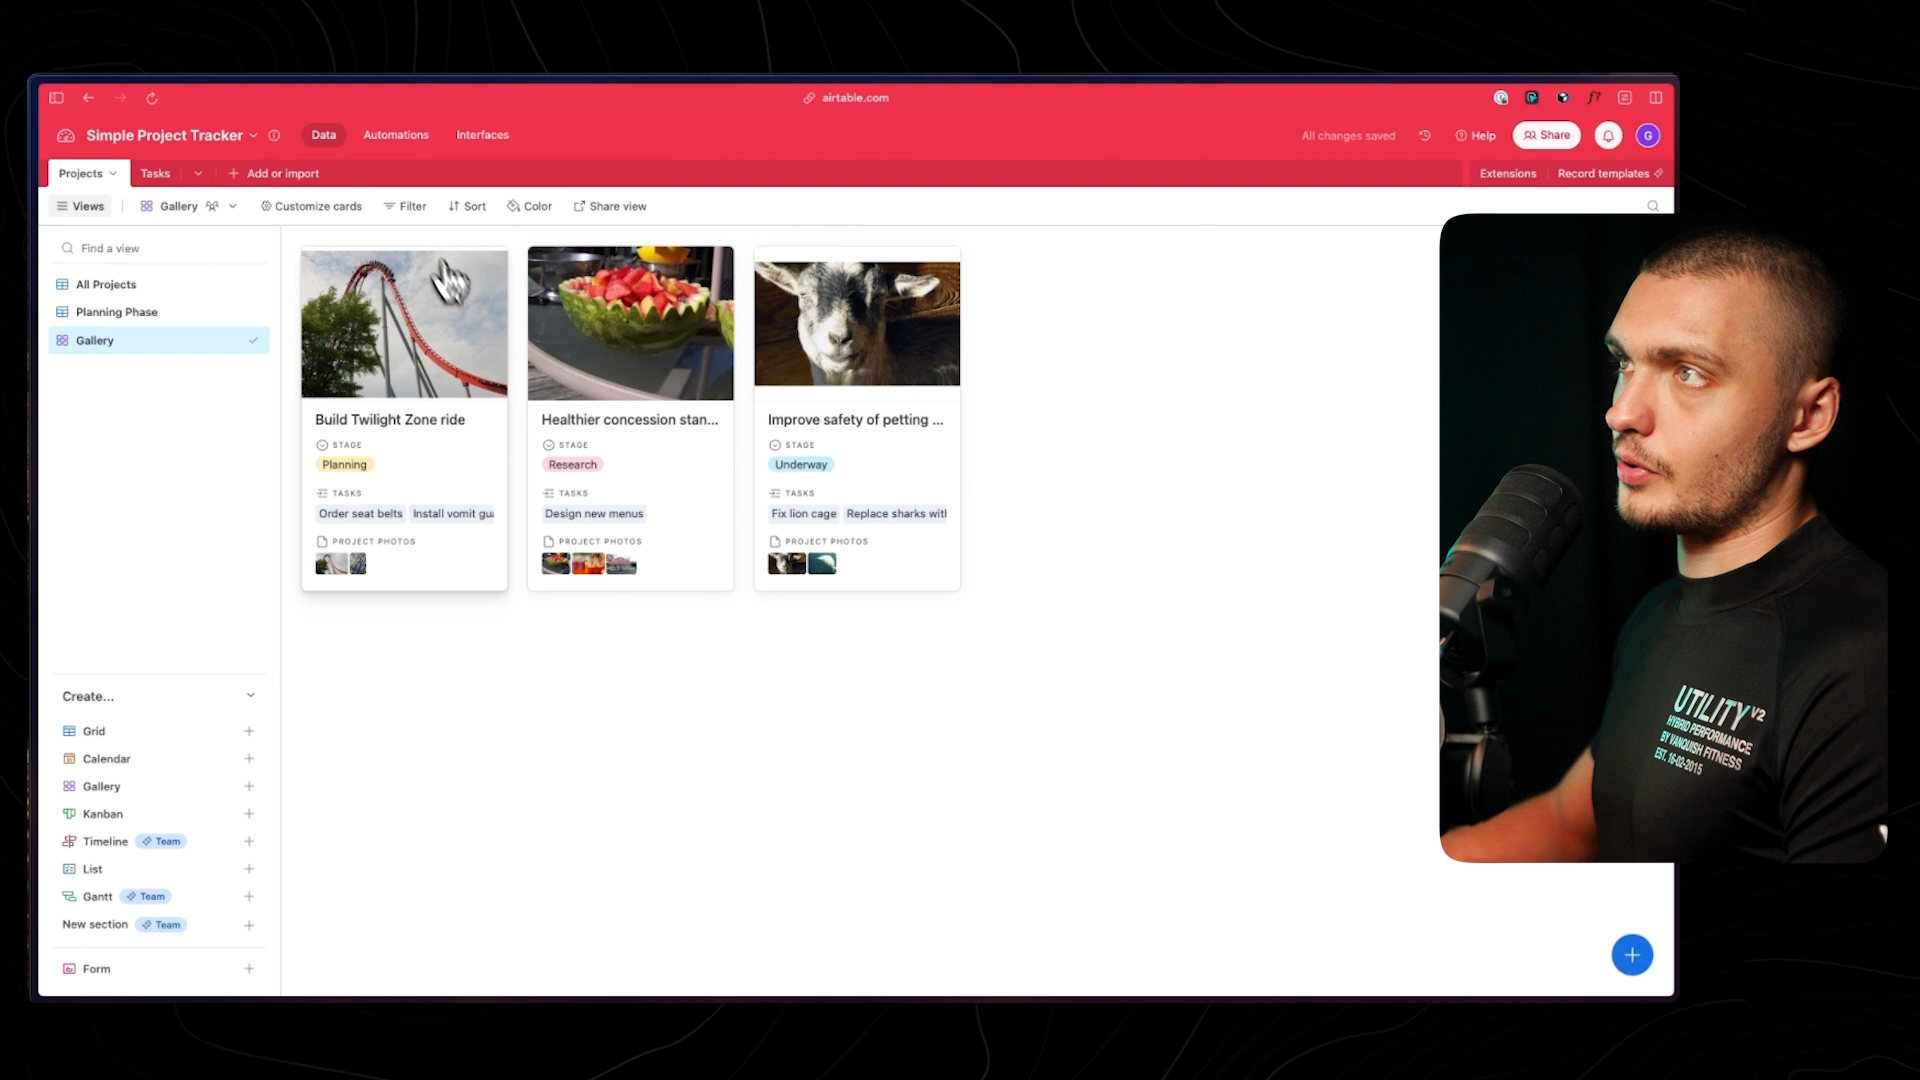 airtable.com
Simple Project Tracker
Data
Automations
Interfaces
All changes saved
Help
Share
G
Projects
Tasks
Add or import
Extensions
Record templates
Views
Gallery
Customize cards
Filter
Sort
Color
Share view
Find a view
All Projects
Planning Phase
Gallery
Build Twilight Zone ride
STAGE
Planning
TASKS
Order seat belts
Install vomit gua
PROJECT PHOTOS
Healthier concession stan...
STAGE
Research
TASKS
Design new menus
PROJECT PHOTOS
Improve safety of petting ...
STAGE
Underway
TASKS
Fix lion cage
Replace sharks with
PROJECT PHOTOS
Create...
Grid
Calendar
Gallery
Kanban
Timeline
Team
List
Gantt
Team
New section
Team
Form
UTILITY V2
HYBRID PERFORMANCE
BY VANQUISH FITNESS
EST. 16-02-2015